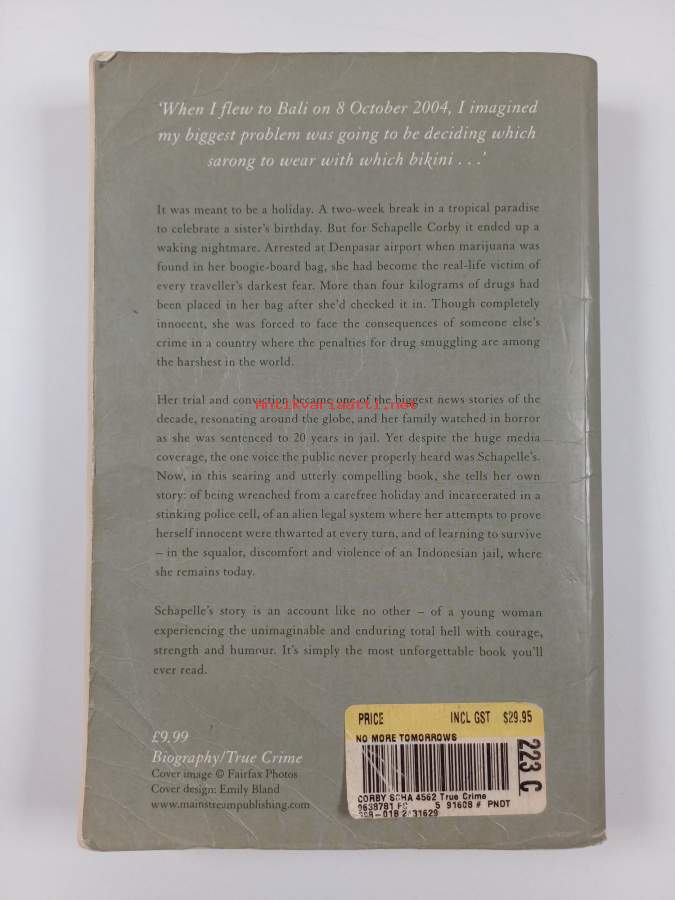 ‘When I flew to Bali on 8 October 2004, I imagined
my biggest problem was going to be deciding which
sarong to wear with which bikini . . .’
It was meant to be a holiday. A two-week break in a tropical paradise
to celebrate a sister’s birthday. But for Schapelle Corby it ended up a
waking nightmare. Arrested at Denpasar airport when marijuana was
found in her boogie-board bag, she had become the real-life victim of
every traveller’s darkest fear. More than four kilograms of drugs had
been placed in her bag after she’d checked it in. Though completely
innocent, she was forced to face the consequences of someone else’s
crime in a country where the penalties for drug smuggling are among
the harshest in the world.
Her trial and conviction became one of the biggest news stories of the
antikvariaatti.net
decade, resonating around the globe, and her family watched in horror
as she was sentenced to 20 years in jail. Yet despite the huge media
coverage, the one voice the public never properly heard was Schapelle’s.
Now, in this searing and utterly compelling book, she tells her own
story: of being wrenched from a carefree holiday and incarcerated in a
stinking police cell, of an alien legal system where her attempts to prove
herself innocent were thwarted at every turn, and of learning to survive
– in the squalor, discomfort and violence of an Indonesian jail, where
she remains today.
Schapelle’s story is an account like no other – of a young woman
experiencing the unimaginable and enduring total hell with courage,
strength and humour. It’s simply the most unforgettable book you’ll
ever read.
£9.99
Biography/True Crime
Cover image © Fairfax Photos
Cover design: Emily Bland
www.mainstreampublishing.com
PRICE INCL GST $29.95
NO MORE TOMORROWS
223 C
CORBY SCHA 4562 True Crime
9638781 5 91608 # PNDT